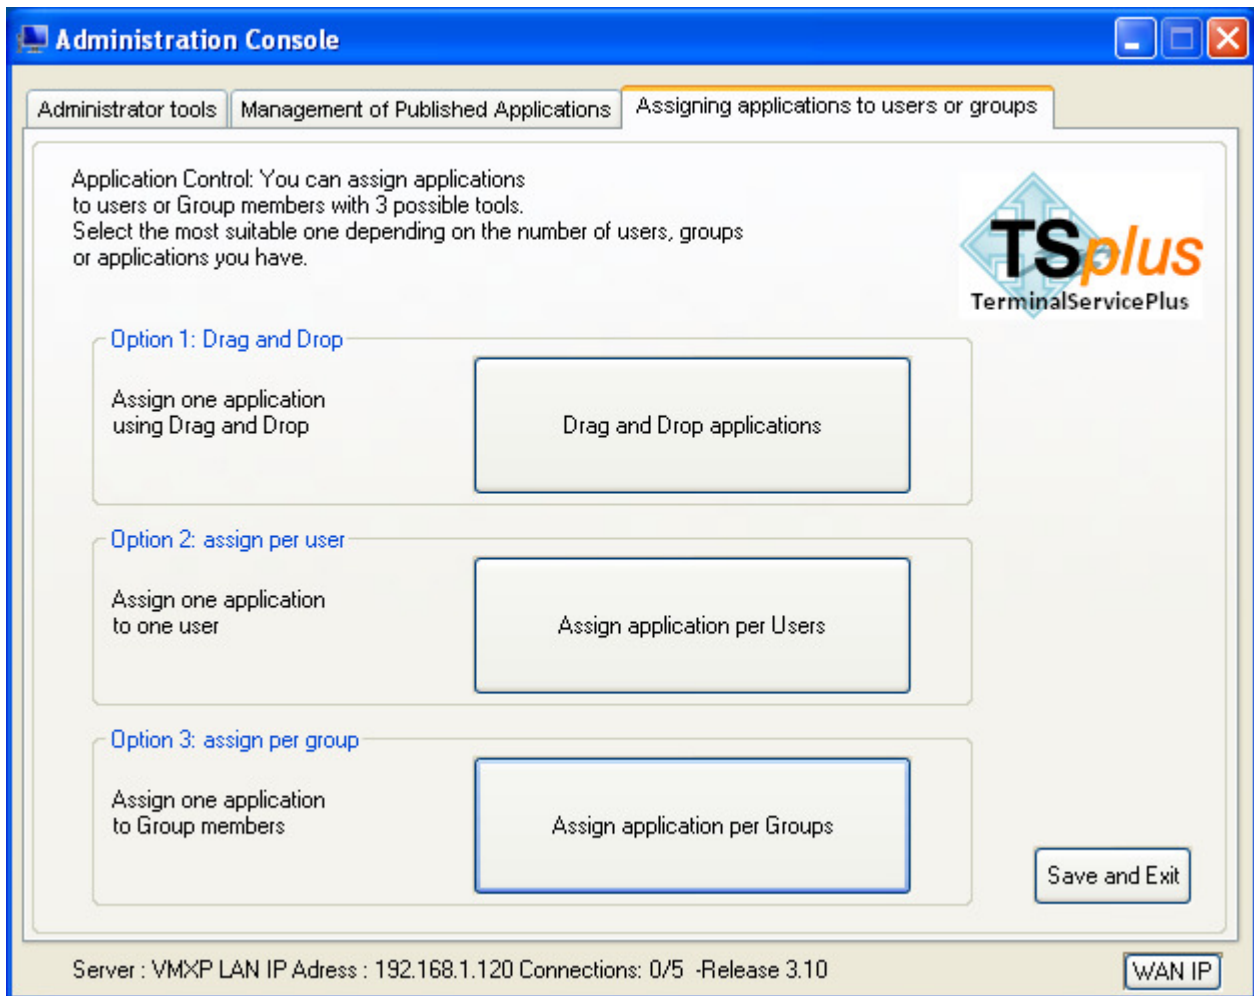 Administration Console
Administrator tools
Management of Published Applications
Assigning applications to users or groups
Application Control: You can assign applications
to users or Group members with 3 possible tools.
Select the most suitable one depending on the number of users, groups
or applications you have.
TSplus
TerminalServicePlus
Option 1: Drag and Drop
Assign one application
using Drag and Drop
Drag and Drop applications
Option 2: assign per user
Assign one application
to one user
Assign application per Users
Option 3: assign per group
Assign one application
to Group members
Assign application per Groups
Save and Exit
Server : VMXP LAN IP Adress : 192.168.1.120 Connections: 0/5 -Release 3.10
WAN IP